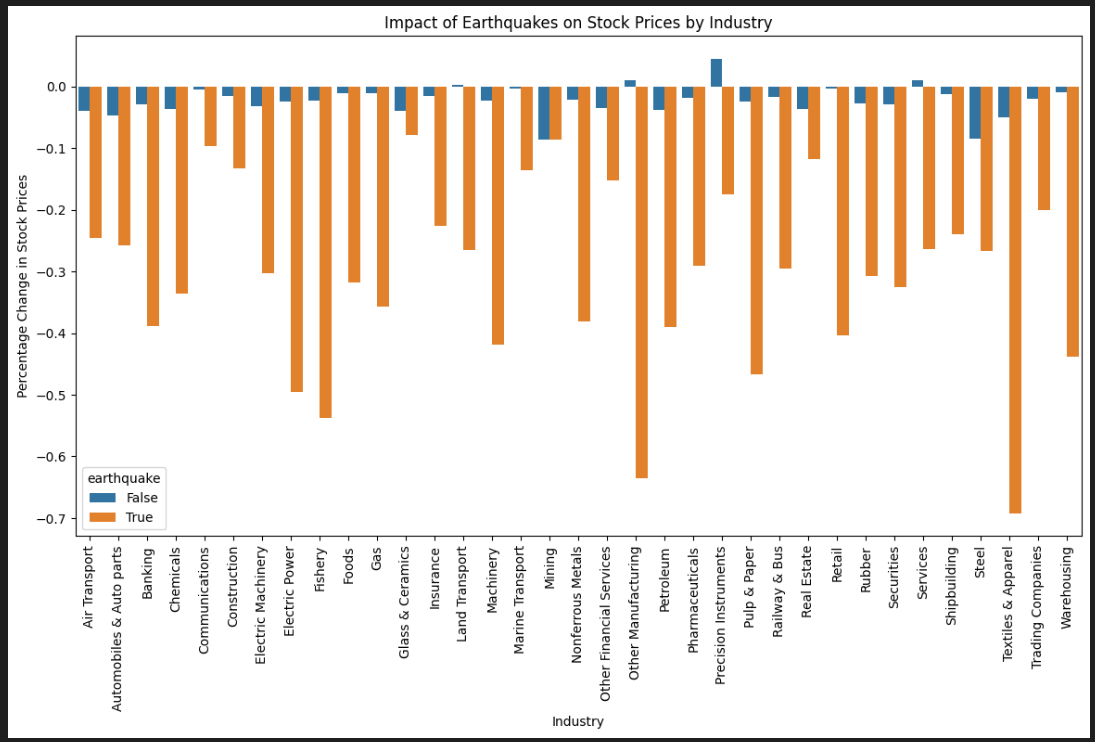 Impact of Earthquakes on Stock Prices by Industry
Percentage Change in Stock Prices
0.0
−0.1
−0.2
−0.3
−0.4
−0.5
−0.6
−0.7
earthquake
False
True
Air Transport
Automobiles & Auto parts
Banking
Chemicals
Communications
Construction
Electric Machinery
Electric Power
Fishery
Foods
Gas
Glass & Ceramics
Insurance
Land Transport
Machinery
Marine Transport
Mining
Nonferrous Metals
Other Financial Services
Other Manufacturing
Petroleum
Pharmaceuticals
Precision Instruments
Pulp & Paper
Railway & Bus
Real Estate
Retail
Rubber
Securities
Services
Shipbuilding
Steel
Textiles & Apparel
Trading Companies
Warehousing
Industry